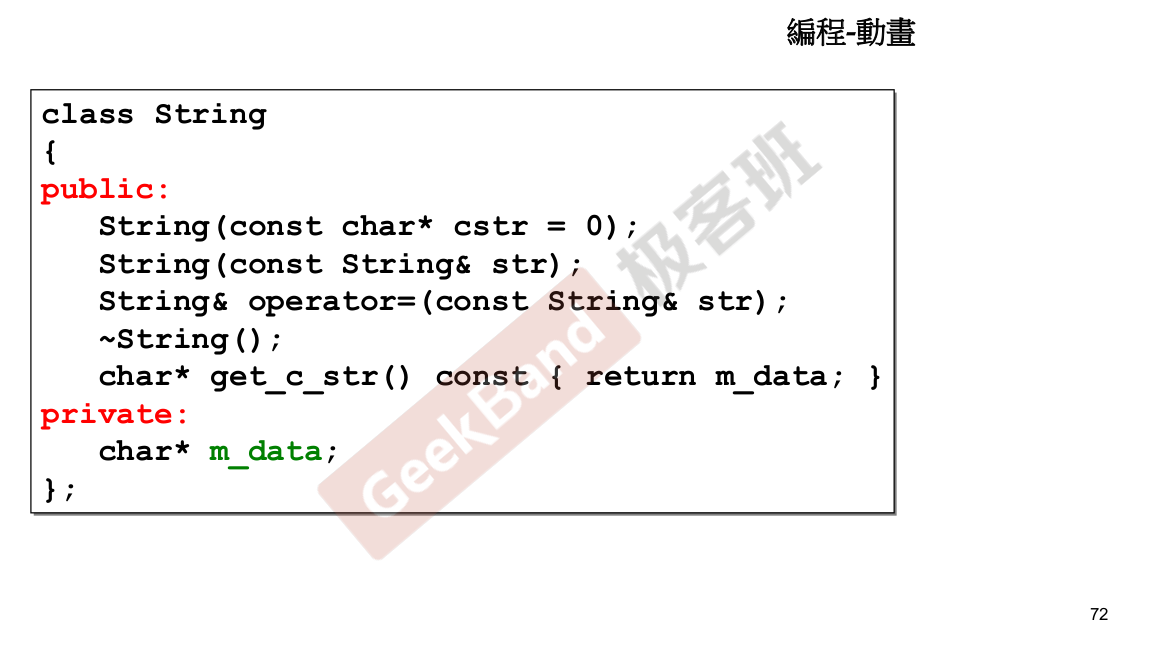 編程-動畫
class String
{
public:
   String(const char* cstr = 0);
   String(const String& str);
   String& operator=(const String& str);
   ~String();
   char* get_c_str() const { return m_data; }
private:
   char* m_data;
};
GeekBand 极客班
72